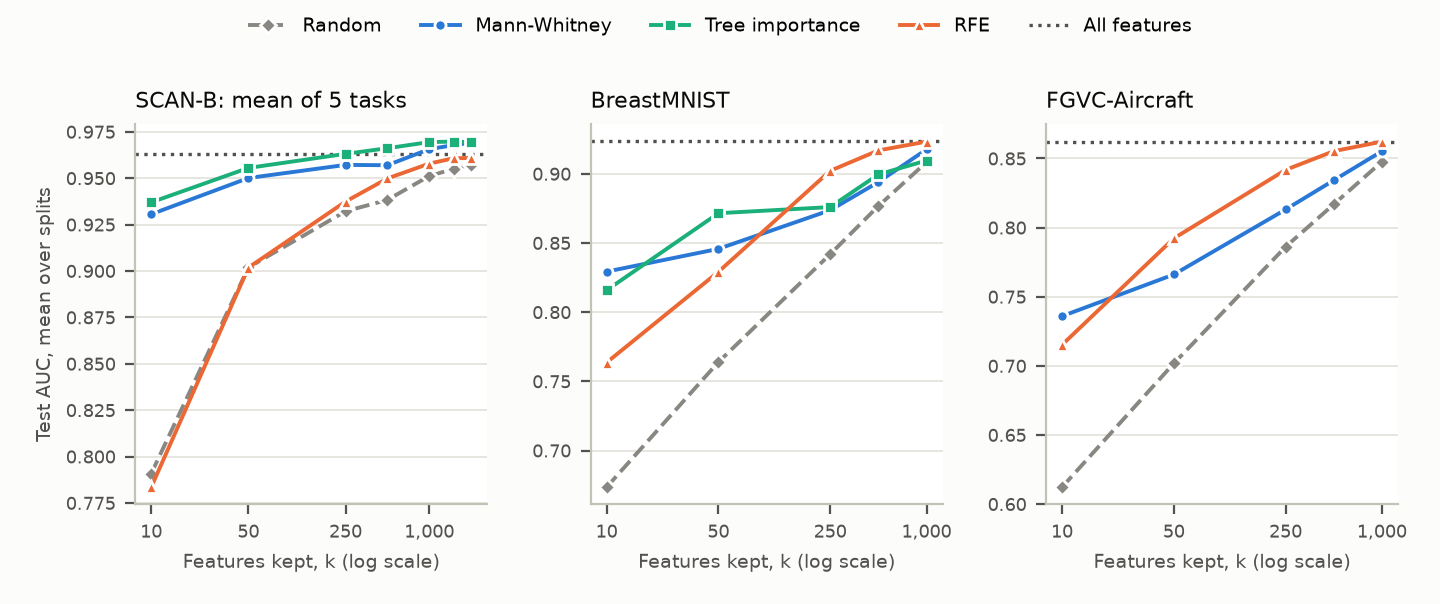 Random Mann-Whitney Tree importance RFE All features
SCAN-B: mean of 5 tasks
Test AUC, mean over splits
0.975
0.950
0.925
0.900
0.875
0.850
0.825
0.800
0.775
10 50 250 1,000
Features kept, k (log scale)
BreastMNIST
0.90
0.85
0.80
0.75
0.70
10 50 250 1,000
Features kept, k (log scale)
FGVC-Aircraft
0.85
0.80
0.75
0.70
0.65
0.60
10 50 250 1,000
Features kept, k (log scale)